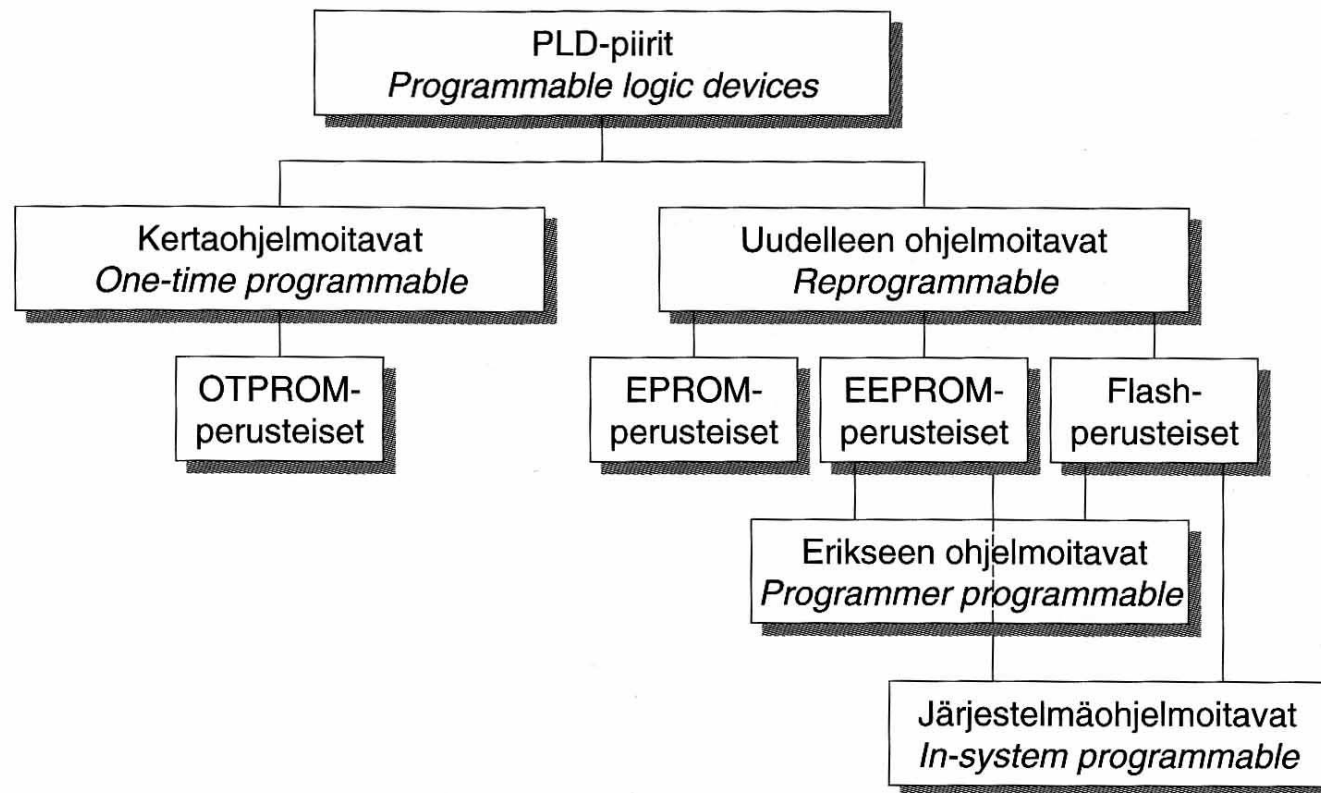 PLD-piirit
Programmable logic devices
Kertaohjelmoitavat
One-time programmable
Uudelleen ohjelmoitavat
Reprogrammable
OTPROM-
perusteiset
EPROM-
perusteiset
EEPROM-
perusteiset
Flash-
perusteiset
Erikseen ohjelmoitavat
Programmer programmable
Järjestelmäohjelmoitavat
In-system programmable